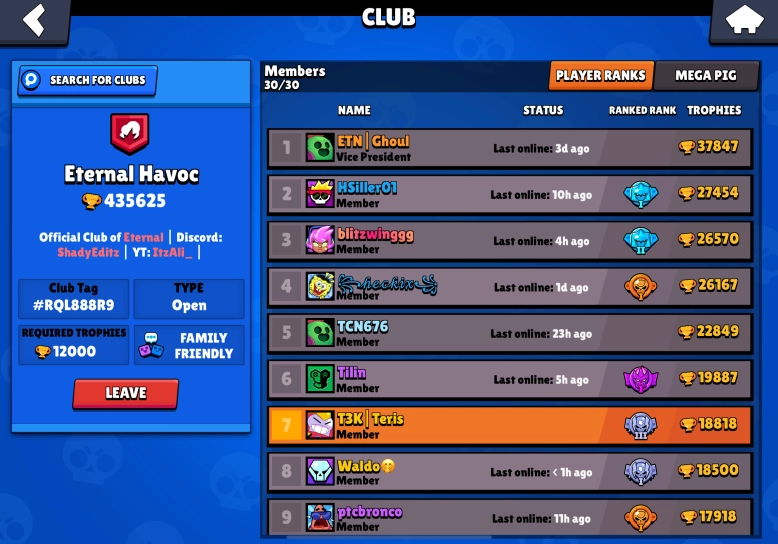 CLUB
SEARCH FOR CLUBS
Eternal Havoc
435625
Official Club of Eternal | Discord:
ShadyEditz | YT: ItzAli_ |
Club Tag
#RQL888R9
TYPE
Open
REQUIRED TROPHIES
12000
FAMILY
FRIENDLY
LEAVE
Members
30/30
PLAYER RANKS
MEGA PIG
NAME STATUS RANKED RANK TROPHIES
1 ETN | Ghoul Last online: 3d ago 37847
Vice President
2 HSiller01 Last online: 10h ago I 27454
Member
3 blitzwinggg Last online: 4h ago II 26570
Member
4 ꧁heckix꧂ Last online: 1d ago I 26167
Member
5 TCN676 Last online: 23h ago 22849
Member
6 Tilin Last online: 5h ago 19887
Member
7 T3K | Teris III 18818
Member
8 Waldo🤭 Last online: < 1h ago 18500
Member
9 ptcbronco Last online: 11h ago 17918
Member